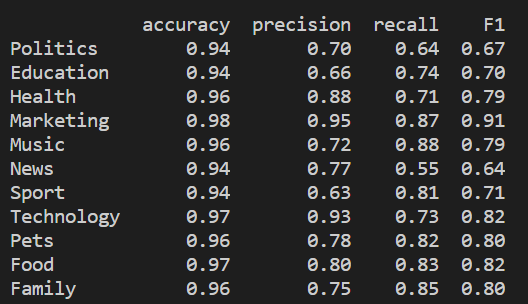 accuracy precision recall F1
Politics 0.94 0.70 0.64 0.67
Education 0.94 0.66 0.74 0.70
Health 0.96 0.88 0.71 0.79
Marketing 0.98 0.95 0.87 0.91
Music 0.96 0.72 0.88 0.79
News 0.94 0.77 0.55 0.64
Sport 0.94 0.63 0.81 0.71
Technology 0.97 0.93 0.73 0.82
Pets 0.96 0.78 0.82 0.80
Food 0.97 0.80 0.83 0.82
Family 0.96 0.75 0.85 0.80